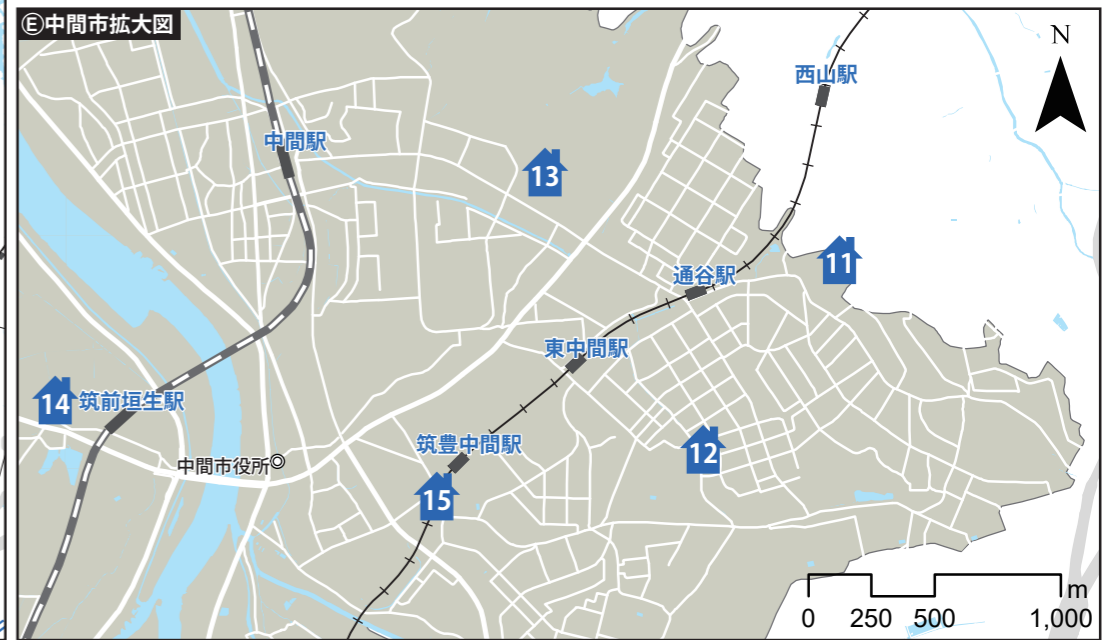 Ⓔ中間市拡大図
N
西山駅
中間駅
13
11
通谷駅
東中間駅
14
筑前垣生駅
筑豊中間駅
12
中間市役所◎
15
m
0 250 500 1,000